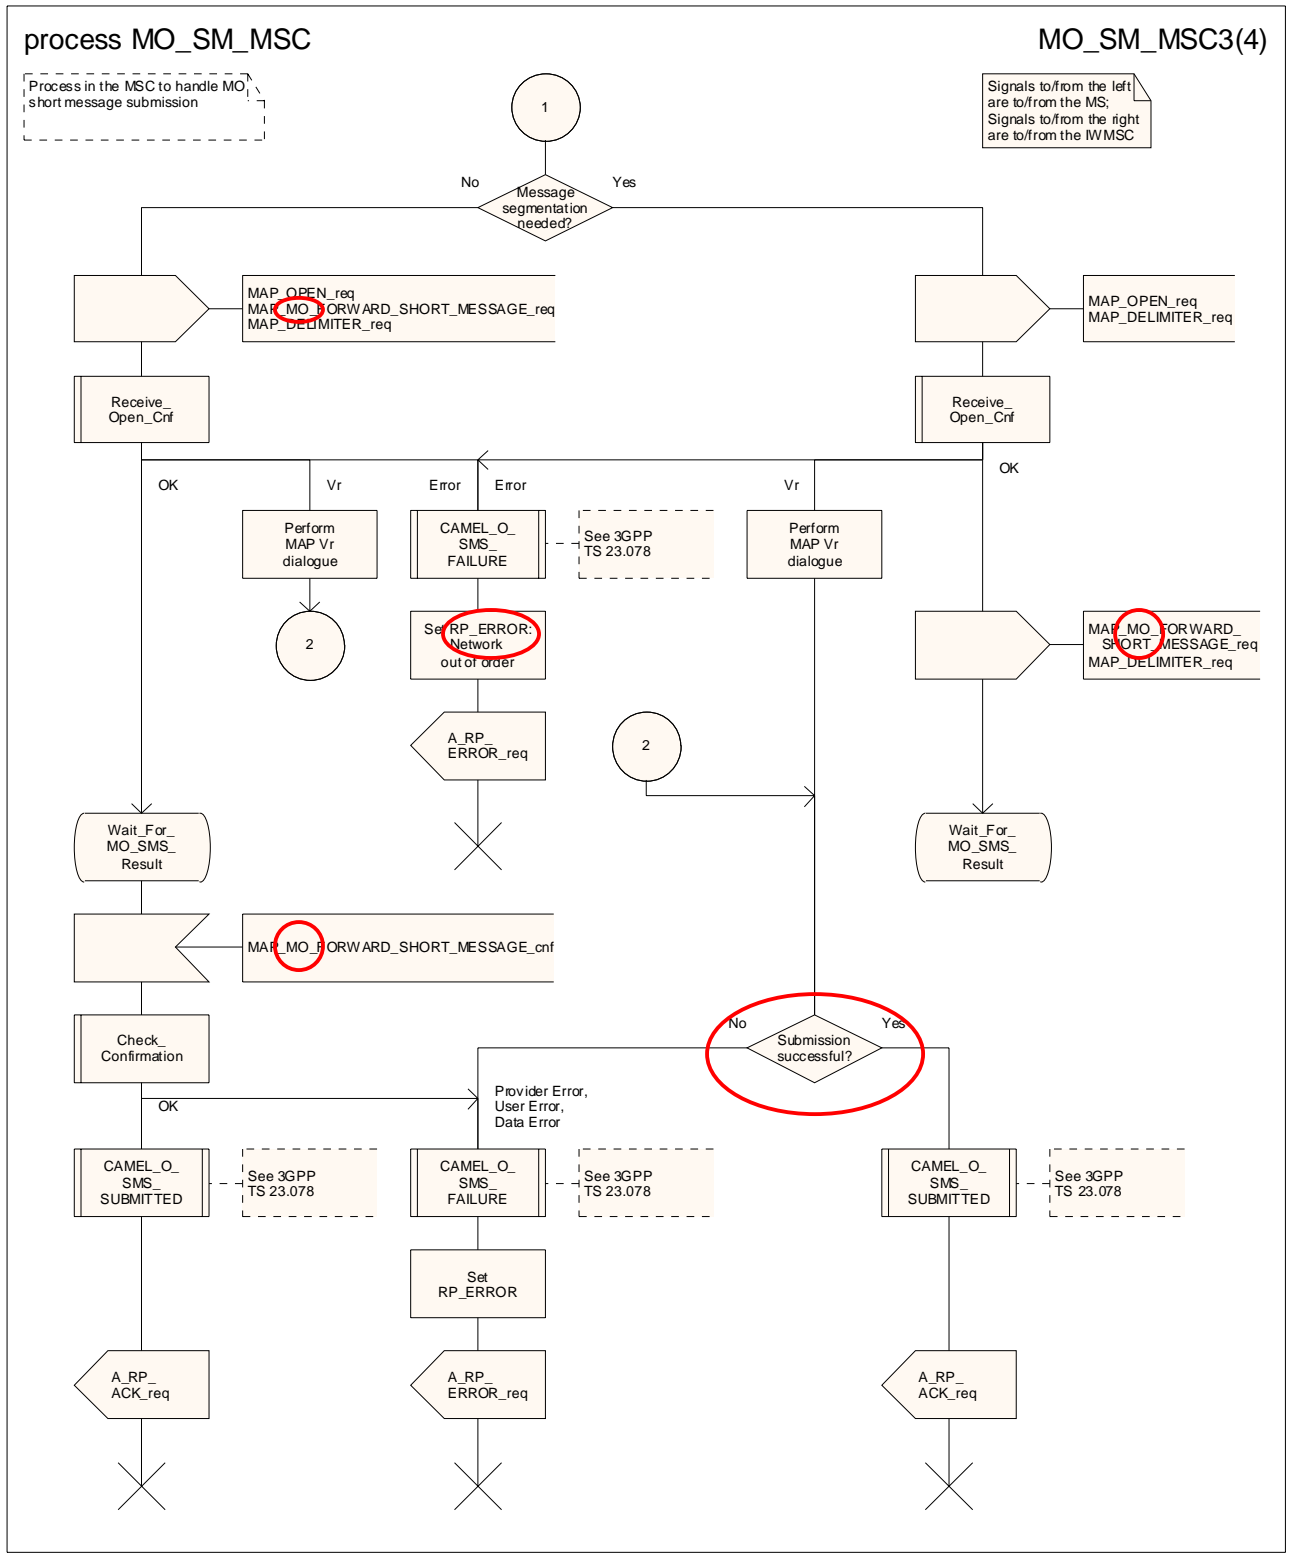 process MO_SM_MSC
MO_SM_MSC3(4)
Process in the MSC to handle MO
short message submission
Signals to/from the left
are to/from the MS;
Signals to/from the right
are to/from the IWMSC
1
No
Yes
Message
segmentation
needed?
MAP_OPEN_req
MAP_MO_FORWARD_SHORT_MESSAGE_req
MAP_DELIMITER_req
MAP_OPEN_req
MAP_DELIMITER_req
Receive_
Open_Cnf
Receive_
Open_Cnf
OK
Vr
Error
Error
Vr
OK
Perform
MAP Vr
dialogue
CAMEL_O_
SMS_
FAILURE
See 3GPP
TS 23.078
Perform
MAP Vr
dialogue
2
Set RP_ERROR:
Network
out of order
MAP_MO_FORWARD_
SHORT_MESSAGE_req
MAP_DELIMITER_req
A_RP_
ERROR_req
2
Wait_For_
MO_SMS_
Result
Wait_For_
MO_SMS_
Result
MAP_MO_FORWARD_SHORT_MESSAGE_cnf
Check_
Confirmation
No
Yes
Submission
successful?
OK
Provider Error,
User Error,
Data Error
CAMEL_O_
SMS_
SUBMITTED
See 3GPP
TS 23.078
CAMEL_O_
SMS_
FAILURE
See 3GPP
TS 23.078
CAMEL_O_
SMS_
SUBMITTED
See 3GPP
TS 23.078
Set
RP_ERROR
A_RP_
ACK_req
A_RP_
ERROR_req
A_RP_
ACK_req